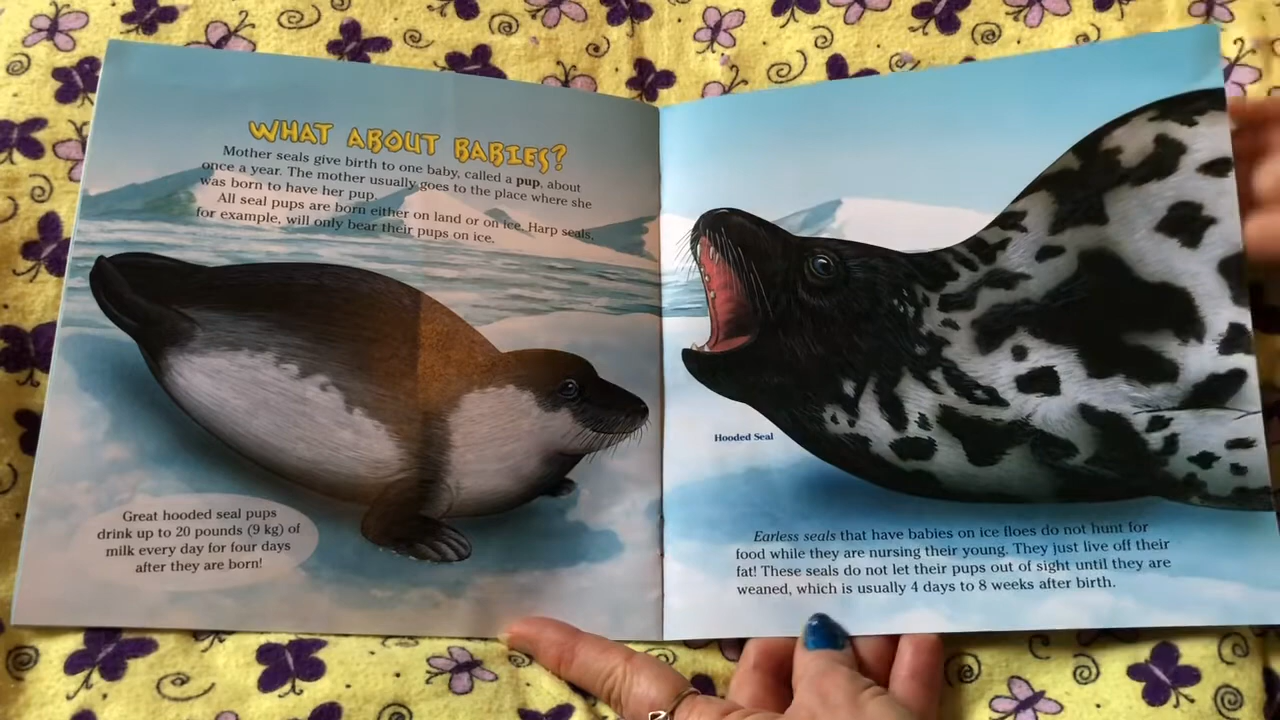 WHAT ABOUT BABIES?
Mother seals give birth to one baby, called a pup, about
once a year. The mother usually goes to the place where she
was born to have her pup.
All seal pups are born either on land or on ice. Harp seals,
for example, will only bear their pups on ice.
Great hooded seal pups
drink up to 20 pounds (9 kg) of
milk every day for four days
after they are born!
Hooded Seal
Earless seals that have babies on ice floes do not hunt for
food while they are nursing their young. They just live off their
fat! These seals do not let their pups out of sight until they are
weaned, which is usually 4 days to 8 weeks after birth.